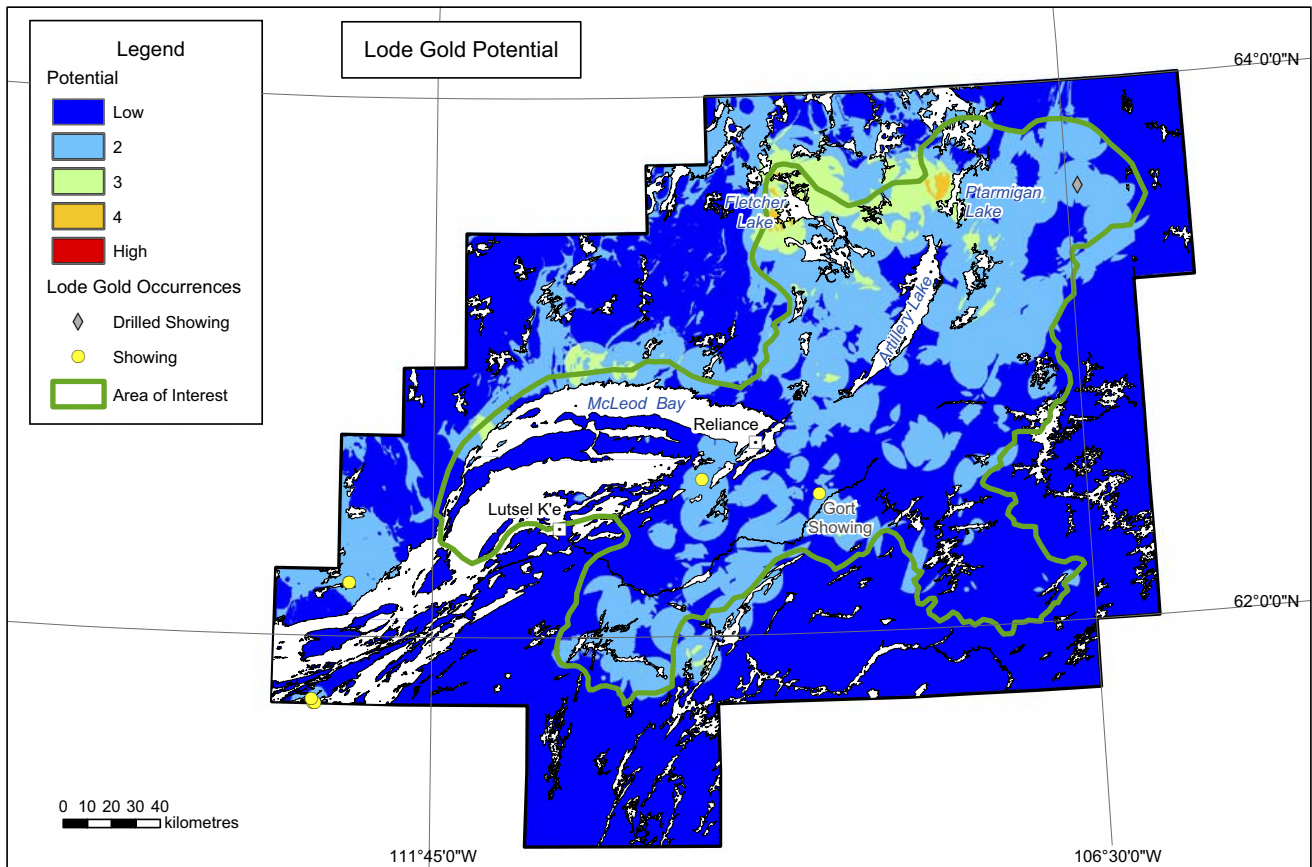 Legend
Potential
Low
2
3
4
High
Lode Gold Occurrences
Drilled Showing
Showing
Area of Interest
Lode Gold Potential
64°0'0"N
Fletcher
Lake
Ptarmigan
Lake
Artillery Lake
McLeod Bay
Reliance
Lutsel K'e
Gort
Showing
62°0'0"N
0 10 20 30 40
kilometres
111°45'0"W
106°30'0"W